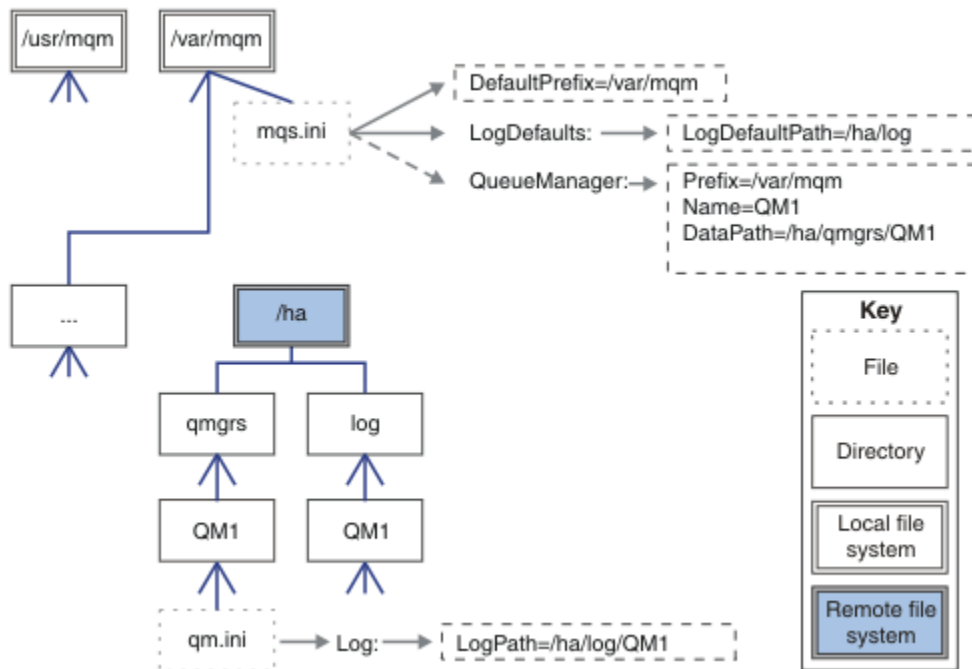 /usr/mqm
/var/mqm
mqs.ini
DefaultPrefix=/var/mqm
LogDefaults:
LogDefaultPath=/ha/log
QueueManager:
Prefix=/var/mqm
Name=QM1
DataPath=/ha/qmgrs/QM1
...
/ha
qmgrs
log
QM1
QM1
qm.ini
Log:
LogPath=/ha/log/QM1
Key
File
Directory
Local file
system
Remote file
system